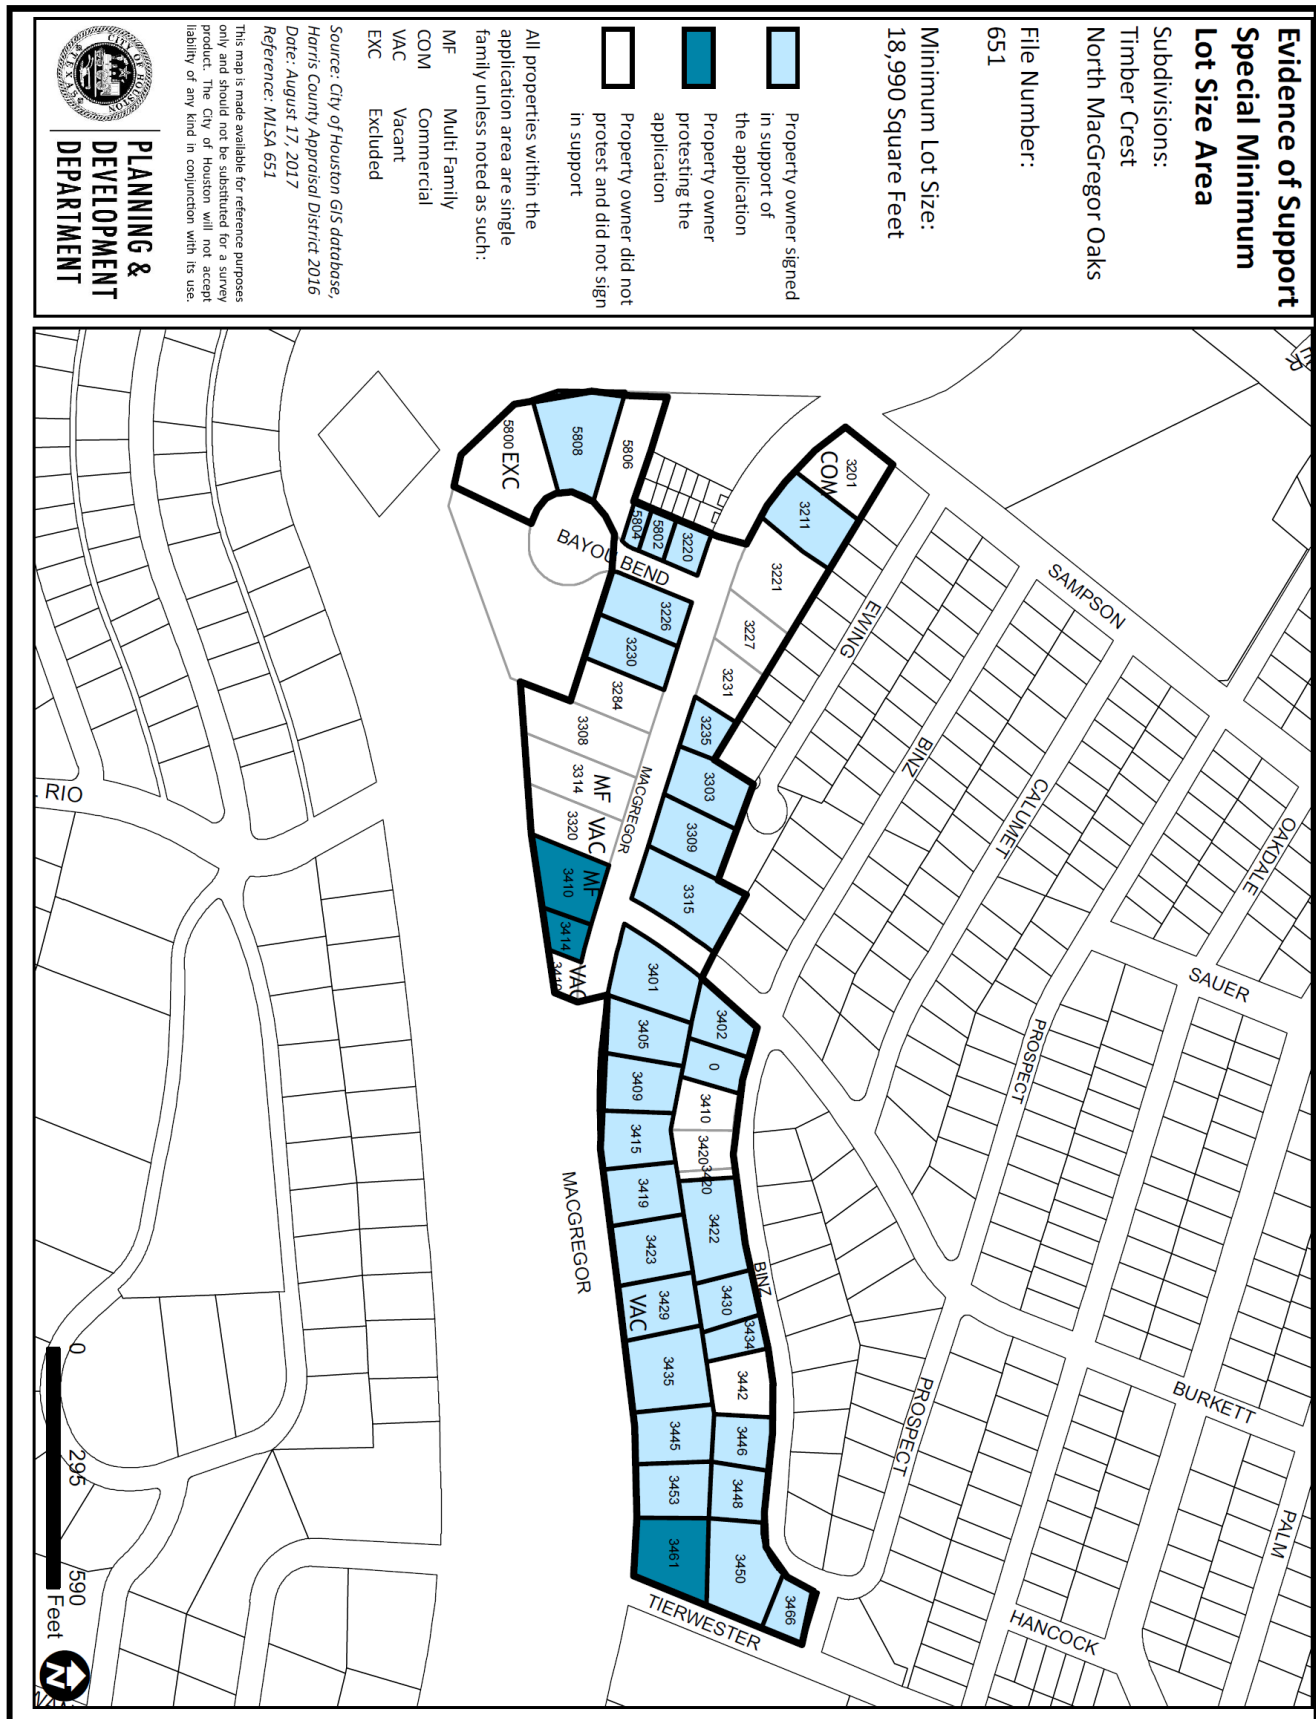 Evidence of Support
Special Minimum
Lot Size Area
Subdivisions:
Timber Crest
North MacGregor Oaks
File Number:
651
Minimum Lot Size:
18,990 Square Feet
Property owner signed
in support of
the application
Property owner
protesting the
application
Property owner did not
protest and did not sign
in support
All properties within the
application area are single
family unless noted as such:
MF Multi Family
COM Commercial
VAC Vacant
EXC Excluded
Source: City of Houston GIS database,
Harris County Appraisal District 2016
Date: August 17, 2017
Reference: MLSA 651
This map is made available for reference purposes
only and should not be substituted for a survey
product. The City of Houston will not accept
liability of any kind in conjunction with its use.
CITY OF HOUSTON
TEXAS
PLANNING &
DEVELOPMENT
DEPARTMENT
SAMPSON
EWING
BINZ
CALUMET
OAKDALE
SAUER
PROSPECT
BURKETT
PALM
HANCOCK
PROSPECT
BINZ
TIERWESTER
MACGREGOR
MACGREGOR
BAYOU BEND
RIO
3201
COM
3211
3221
3227
3231
3235
3303
3309
3315
5806
5808
5800 EXC
5804
5802
3220
3226
3230
3284
3308
3314
MF
3320
VAC
3410
MF
3414
VAC
3401
3405
3409
3415
3419
3423
3429
VAC
3435
3445
3453
3461
3402
0
3410
3420
3420
3422
3430
3434
3442
3446
3448
3450
3466
0
295
590
Feet
N